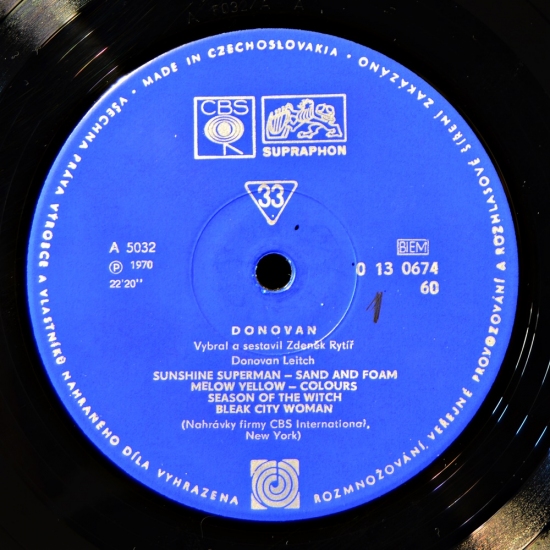 MADE IN CZECHOSLOVAKIA • ZAKÁZÁNO ROZMNOŽOVÁNÍ, VEŘEJNÉ PROVOZOVÁNÍ A ROZHLASOVÉ ŠÍŘENÍ
VŠECHNA PRÁVA VÝROBCE A VLASTNÍKŮ NAHRANÉHO DÍLA VYHRAZENA
CBS
SUPRAPHON
33
A 5032
Ⓟ 1970
22'20''
BIEM
0 13 0674
60
1
DONOVAN
Vybral a sestavil Zdeněk Rytíř
Donovan Leitch
SUNSHINE SUPERMAN – SAND AND FOAM
MELOW YELLOW – COLOURS
SEASON OF THE WITCH
BLEAK CITY WOMAN
(Nahrávky firmy CBS International,
New York)